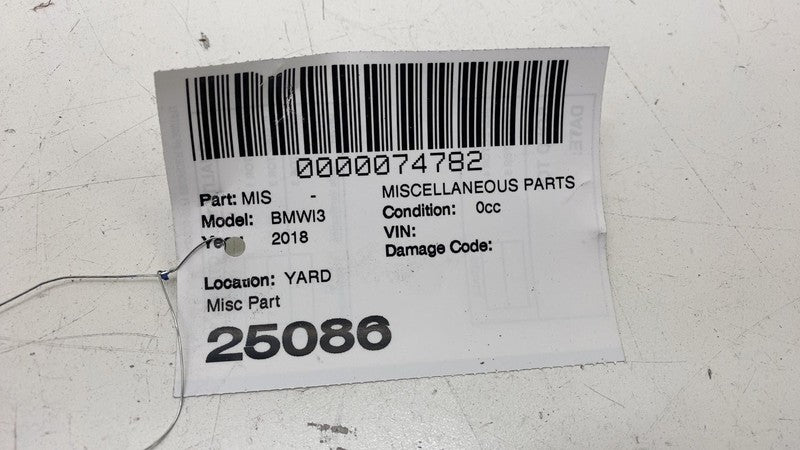 0000074782
Part: MIS - MISCELLANEOUS PARTS
Model: BMWI3 Condition: 0cc
2018 VIN:
Damage Code:
Location: YARD
Misc Part
25086